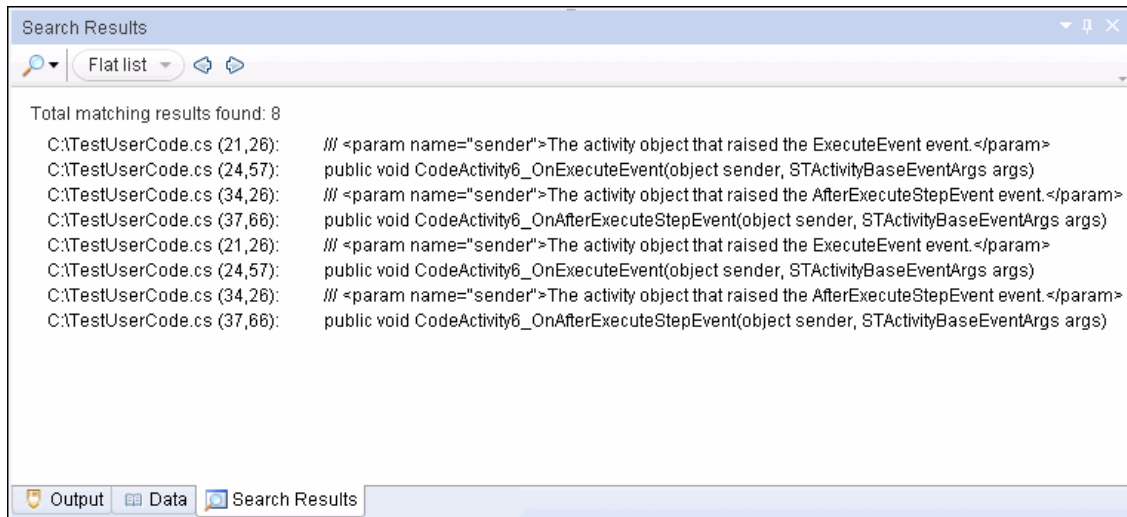 Search Results
Flat list
Total matching results found: 8
C:\TestUserCode.cs (21,26): /// <param name="sender">The activity object that raised the ExecuteEvent event.</param>
C:\TestUserCode.cs (24,57): public void CodeActivity6_OnExecuteEvent(object sender, STActivityBaseEventArgs args)
C:\TestUserCode.cs (34,26): /// <param name="sender">The activity object that raised the AfterExecuteStepEvent event.</param>
C:\TestUserCode.cs (37,66): public void CodeActivity6_OnAfterExecuteStepEvent(object sender, STActivityBaseEventArgs args)
C:\TestUserCode.cs (21,26): /// <param name="sender">The activity object that raised the ExecuteEvent event.</param>
C:\TestUserCode.cs (24,57): public void CodeActivity6_OnExecuteEvent(object sender, STActivityBaseEventArgs args)
C:\TestUserCode.cs (34,26): /// <param name="sender">The activity object that raised the AfterExecuteStepEvent event.</param>
C:\TestUserCode.cs (37,66): public void CodeActivity6_OnAfterExecuteStepEvent(object sender, STActivityBaseEventArgs args)
Output Data Search Results